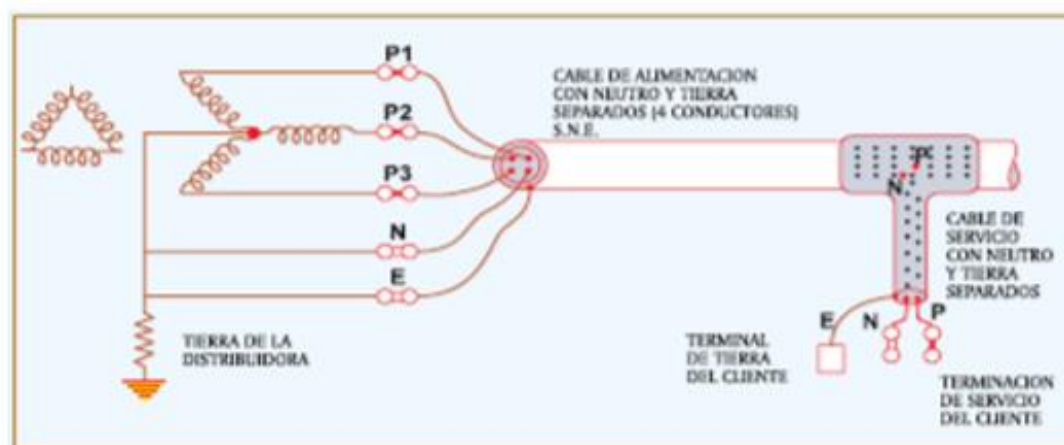 P1
P2
P3
N
E
CABLE DE ALIMENTACION
CON NEUTRO Y TIERRA
SEPARADOS (4 CONDUCTORES)
S.N.E.
P
N
CABLE DE
SERVICIO
CON NEUTRO
Y TIERRA
SEPARADOS
E
N
P
TIERRA DE LA
DISTRIBUIDORA
TERMINAL
DE TIERRA
DEL CLIENTE
TERMINACION
DE SERVICIO
DEL CLIENTE